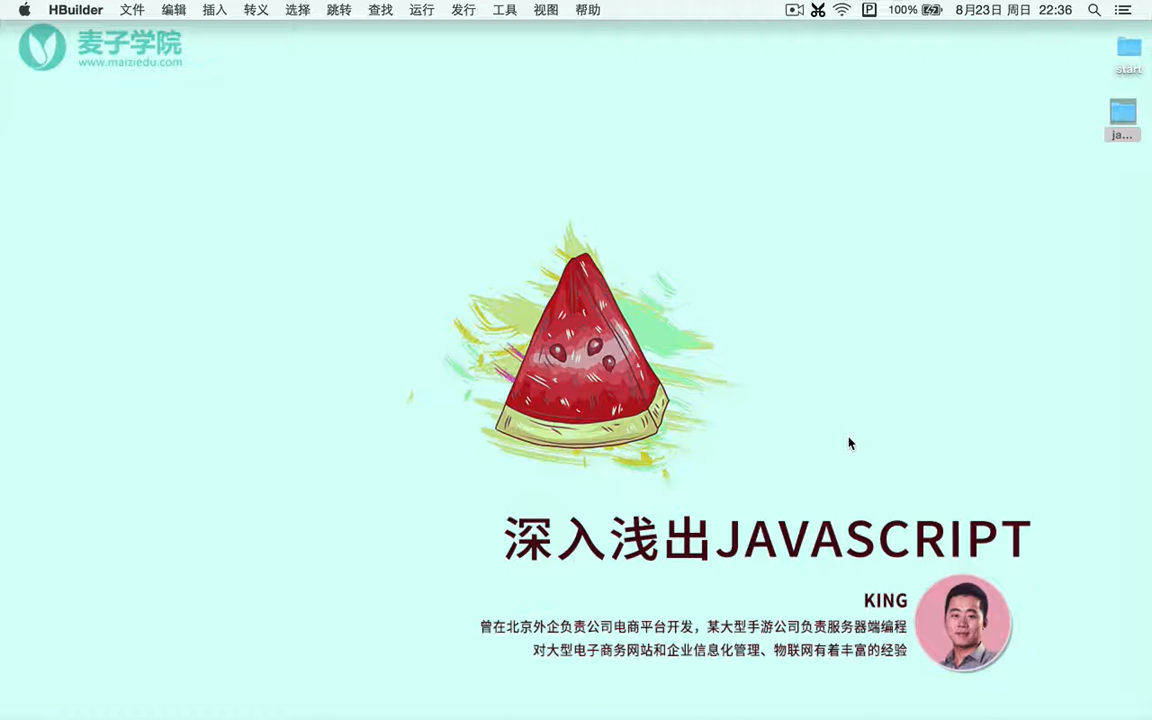 HBuilder 文件 编辑 插入 转义 选择 跳转 查找 运行 发行 工具 视图 帮助 100% 8月23日 周日 22:36
麦子学院
www.maiziedu.com
start
ja...
深入浅出JAVASCRIPT
KING
曾在北京外企负责公司电商平台开发，某大型手游公司负责服务器端编程
对大型电子商务网站和企业信息化管理、物联网有着丰富的经验